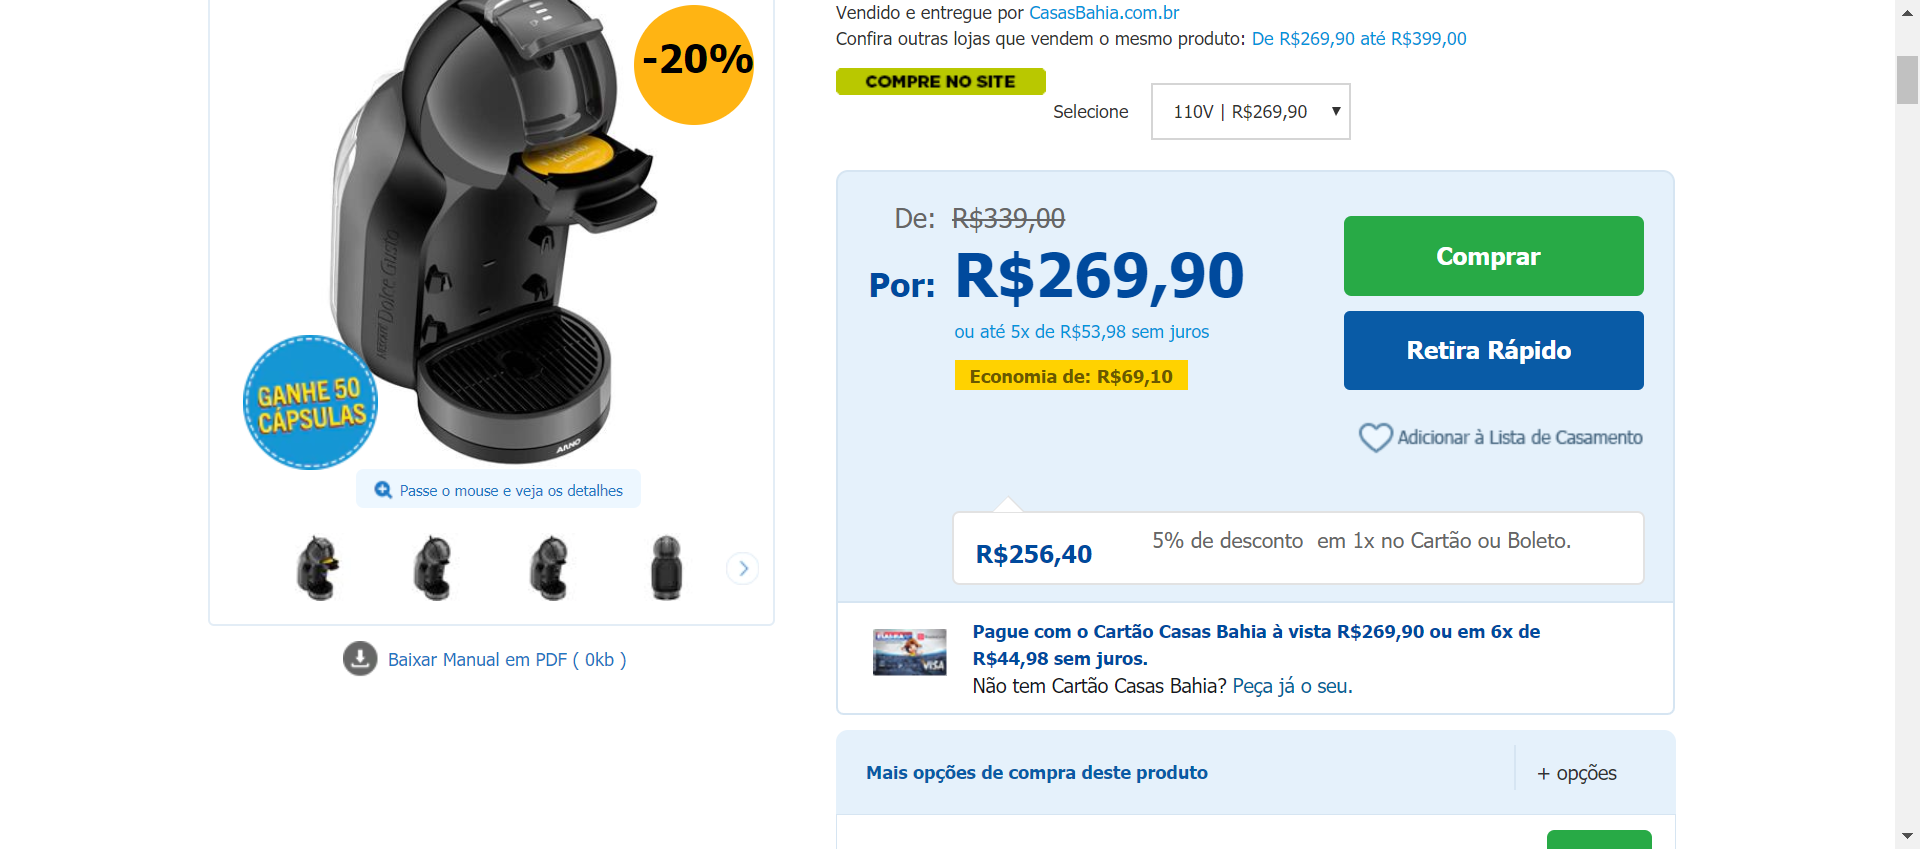 Vendido e entregue por CasasBahia.com.br
Confira outras lojas que vendem o mesmo produto: De R$269,90 até R$399,00
COMPRE NO SITE
Selecione
110V | R$269,90
-20%
NESCAFÉ Dolce Gusto
ARNO
GANHE 50
CÁPSULAS
Passe o mouse e veja os detalhes
Baixar Manual em PDF ( 0kb )
De: R$339,00
Por: R$269,90
ou até 5x de R$53,98 sem juros
Economia de: R$69,10
Comprar
Retira Rápido
Adicionar à Lista de Casamento
R$256,40
5% de desconto em 1x no Cartão ou Boleto.
VISA
Pague com o Cartão Casas Bahia à vista R$269,90 ou em 6x de
R$44,98 sem juros.
Não tem Cartão Casas Bahia? Peça já o seu.
Mais opções de compra deste produto
+ opções